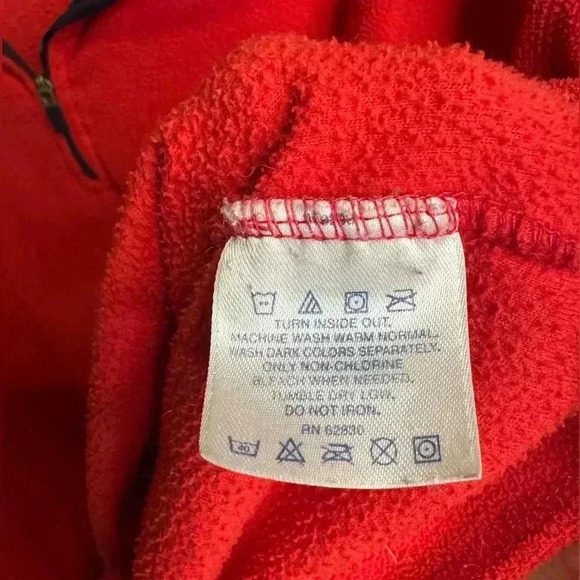 TURN INSIDE OUT.
MACHINE WASH WARM NORMAL.
WASH DARK COLORS SEPARATELY.
ONLY NON-CHLORINE
BLEACH WHEN NEEDED.
TUMBLE DRY LOW.
DO NOT IRON.
RN 62830
40